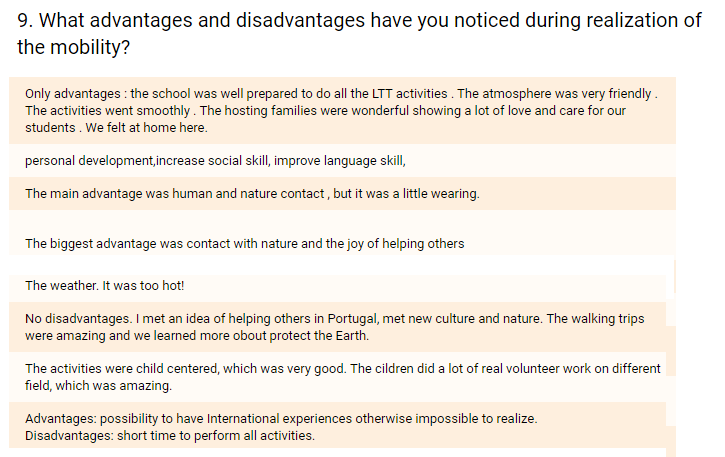 9. What advantages and disadvantages have you noticed during realization of
the mobility?
Only advantages : the school was well prepared to do all the LTT activities . The atmosphere was very friendly .
The activities went smoothly . The hosting families were wonderful showing a lot of love and care for our
students . We felt at home here.
personal development,increase social skill, improve language skill,
The main advantage was human and nature contact , but it was a little wearing.
The biggest advantage was contact with nature and the joy of helping others
The weather. It was too hot!
No disadvantages. I met an idea of helping others in Portugal, met new culture and nature. The walking trips
were amazing and we learned more obout protect the Earth.
The activities were child centered, which was very good. The cildren did a lot of real volunteer work on different
field, which was amazing.
Advantages: possibility to have International experiences otherwise impossible to realize.
Disadvantages: short time to perform all activities.